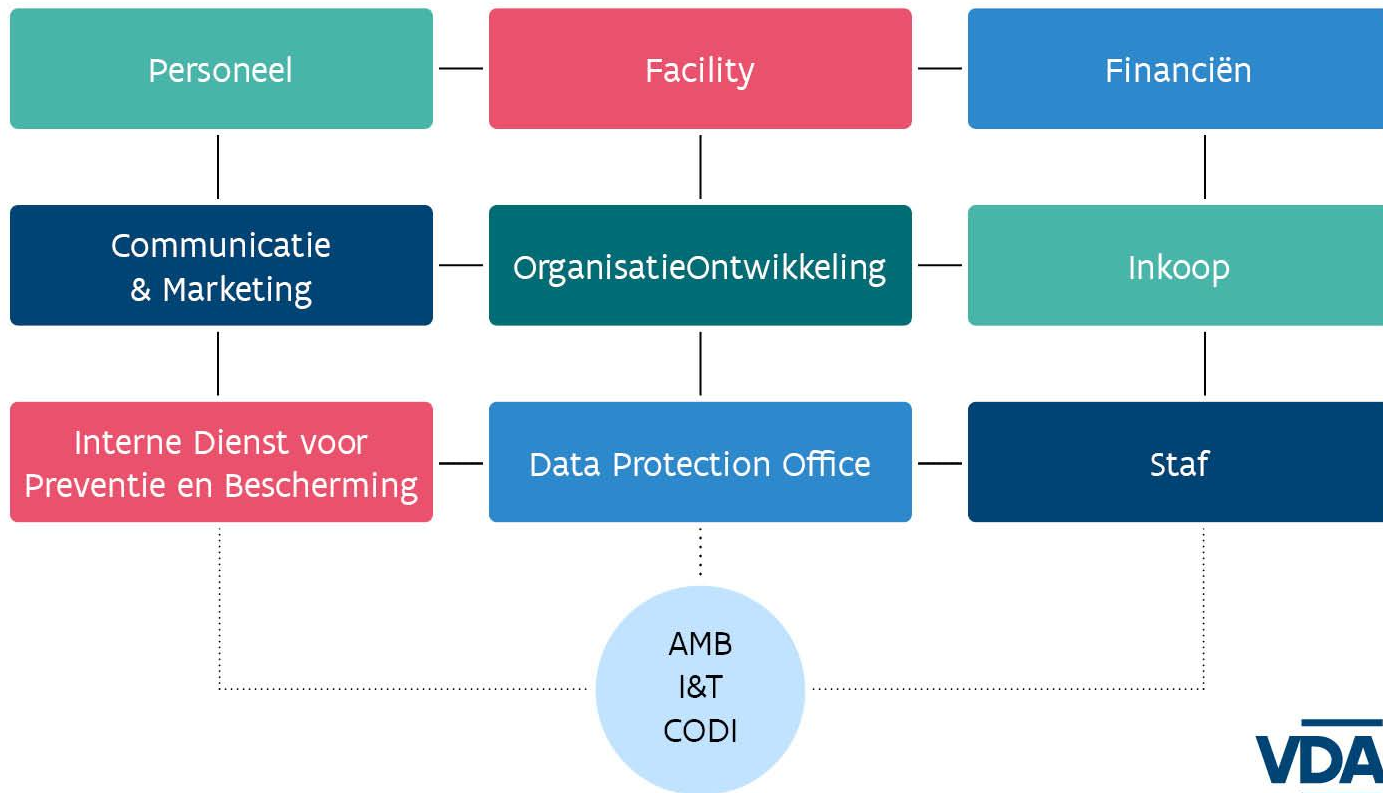 Personeel
Facility
Financiën
Communicatie
& Marketing
OrganisatieOntwikkeling
Inkoop
Interne Dienst voor
Preventie en Bescherming
Data Protection Office
Staf
AMB
I&T
CODI
VDA